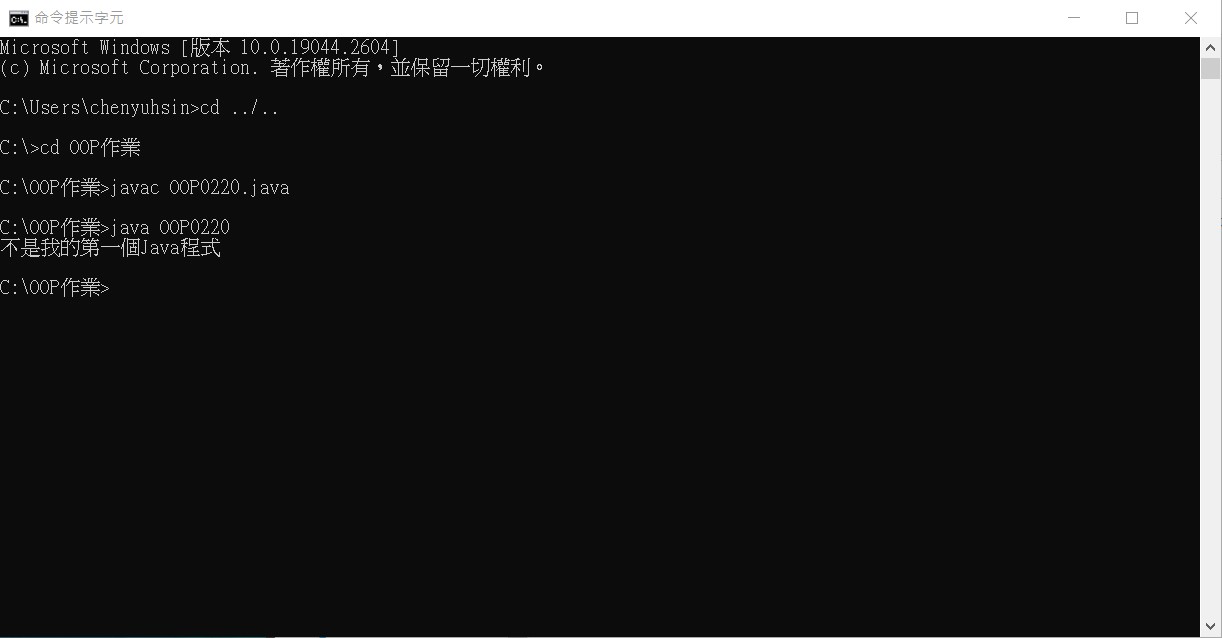 命令提示字元
Microsoft Windows [版本 10.0.19044.2604]
(c) Microsoft Corporation. 著作權所有，並保留一切權利。
C:\Users\chenyuhsin>cd ../..
C:\>cd OOP作業
C:\OOP作業>javac OOP0220.java
C:\OOP作業>java OOP0220
不是我的第一個Java程式
C:\OOP作業>